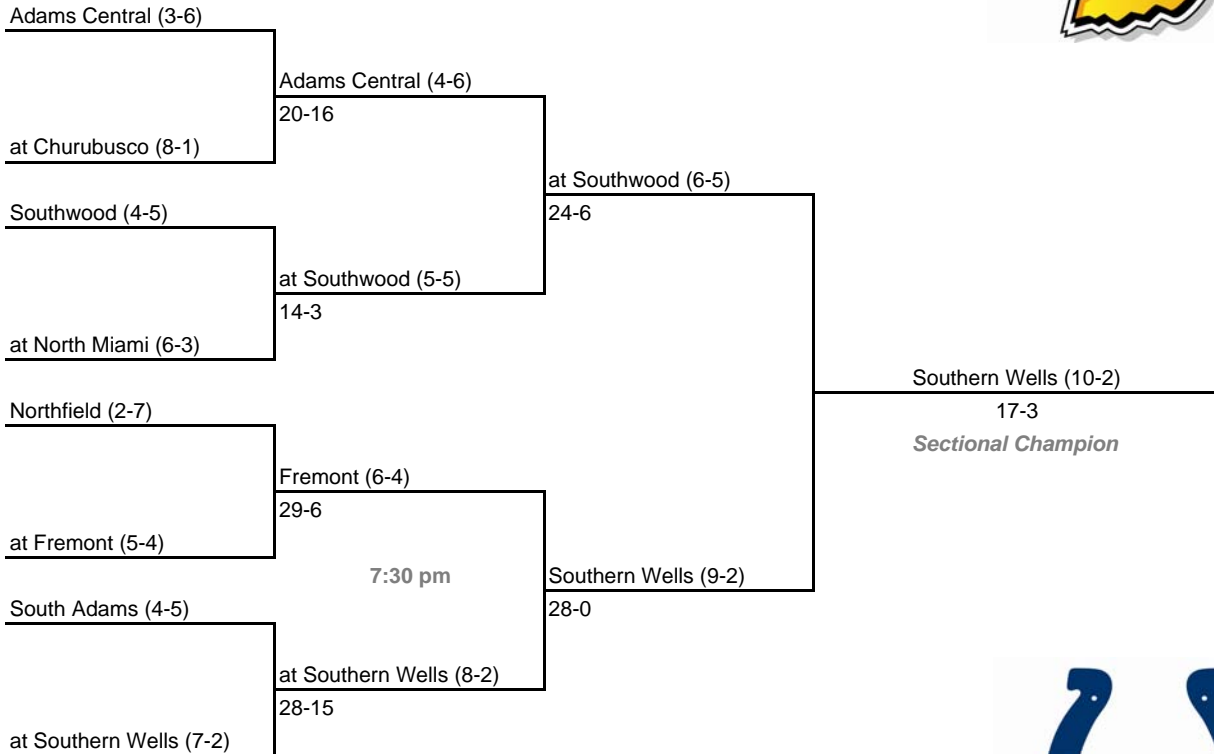 Adams Central (3-6)
Adams Central (4-6)
20-16
at Churubusco (8-1)
at Southwood (6-5)
Southwood (4-5)
24-6
at Southwood (5-5)
14-3
at North Miami (6-3)
Southern Wells (10-2)
Northfield (2-7)
17-3
Sectional Champion
Fremont (6-4)
29-6
at Fremont (5-4)
7:30 pm
Southern Wells (9-2)
South Adams (4-5)
28-0
at Southern Wells (8-2)
28-15
at Southern Wells (7-2)